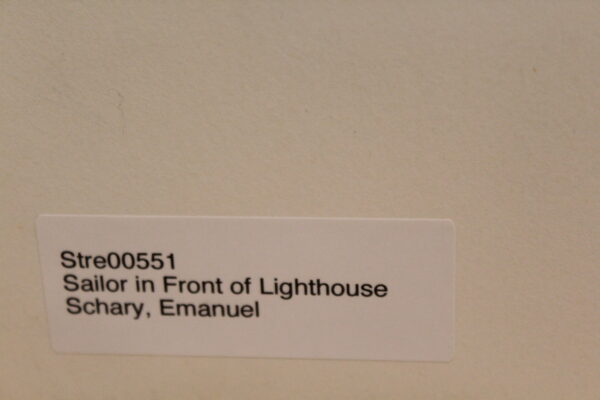 Stre00551
Sailor in Front of Lighthouse
Schary, Emanuel